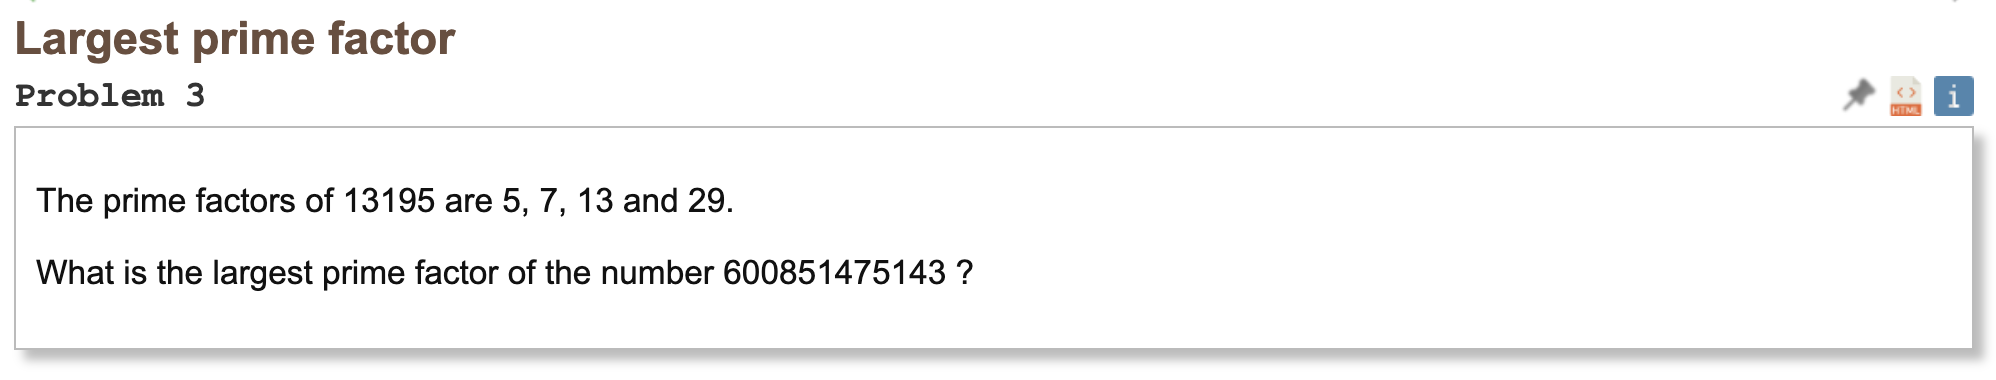 Largest prime factor
Problem 3
<> HTML i
The prime factors of 13195 are 5, 7, 13 and 29.
What is the largest prime factor of the number 600851475143 ?